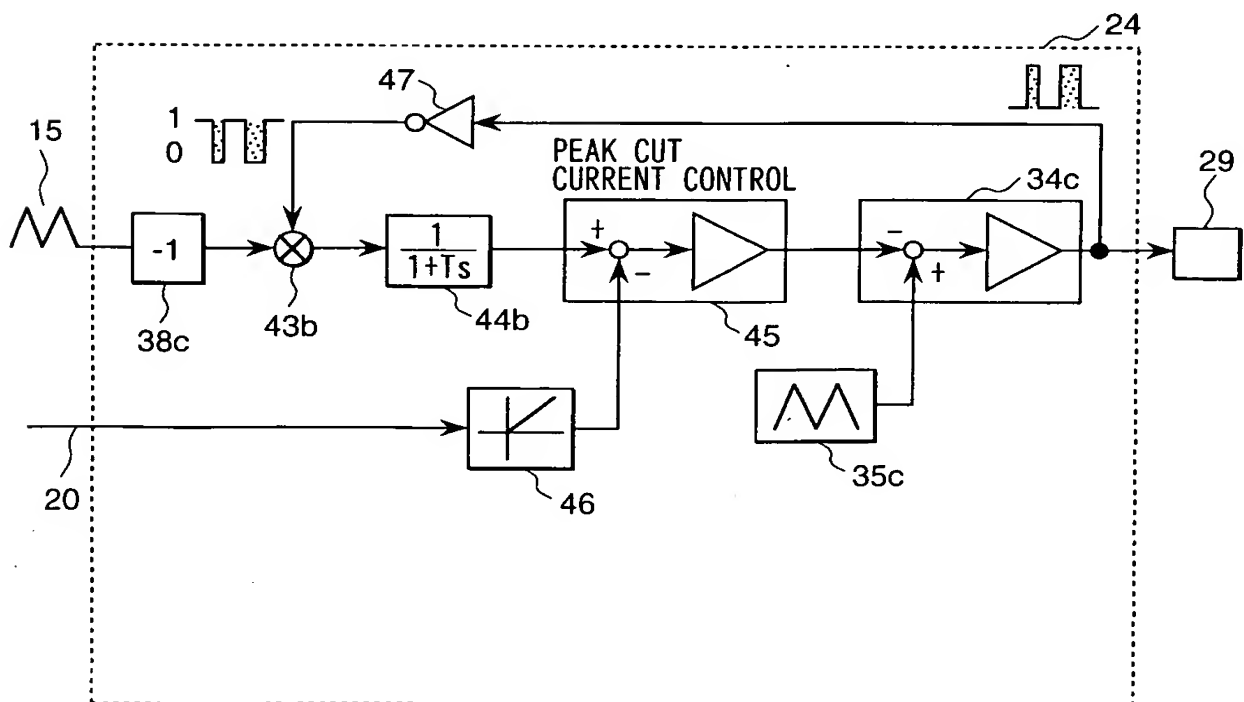 24
47
1
0
15
PEAK CUT
CURRENT CONTROL
34c
29
-1
1
1+Ts
+
-
-
+
38c
43b
44b
45
20
46
35c